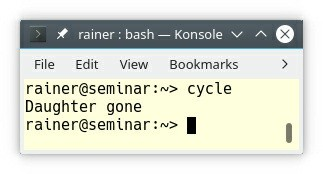 rainer : bash — Konsole
File Edit View Bookmarks
rainer@seminar:~> cycle
Daughter gone
rainer@seminar:~>